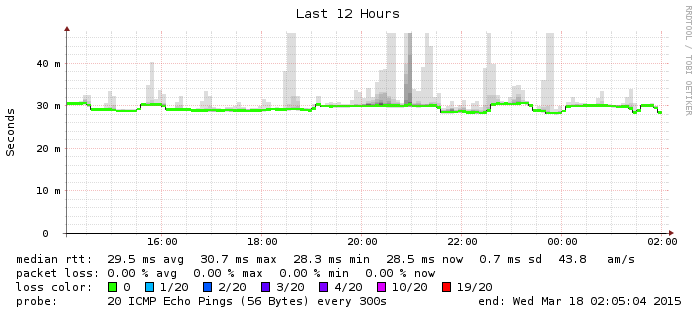 Last 12 Hours
RRDTOOL / TOBI OETIKER
Seconds
40 m
30 m
20 m
10 m
0
16:00 18:00 20:00 22:00 00:00 02:00
median rtt: 29.5 ms avg 30.7 ms max 28.3 ms min 28.5 ms now 0.7 ms sd 43.8 am/s
packet loss: 0.00 % avg 0.00 % max 0.00 % min 0.00 % now
loss color: 0 1/20 2/20 3/20 4/20 10/20 19/20
probe: 20 ICMP Echo Pings (56 Bytes) every 300s end: Wed Mar 18 02:05:04 2015